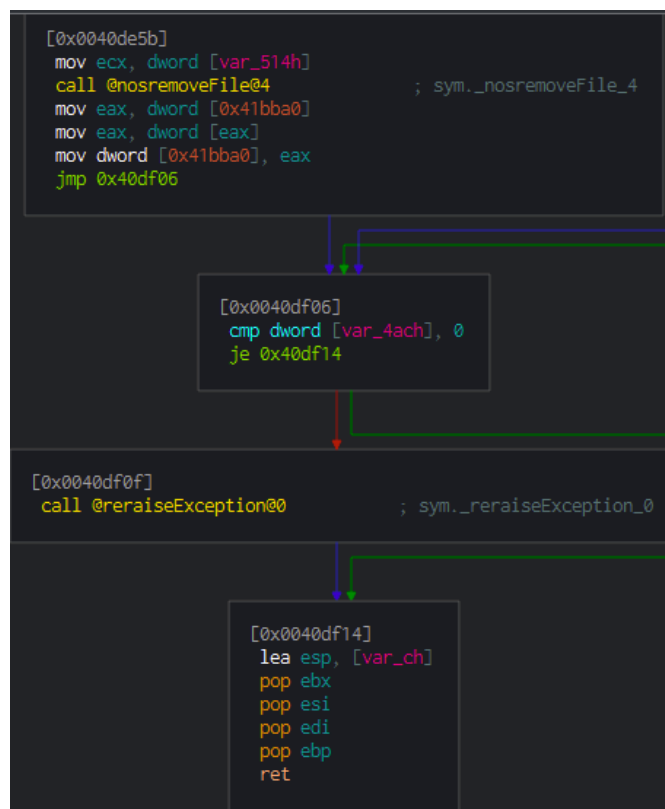 [0x0040de5b]
mov ecx, dword [var_514h]
call @nosremoveFile@4 ; sym._nosremoveFile_4
mov eax, dword [0x41bba0]
mov eax, dword [eax]
mov dword [0x41bba0], eax
jmp 0x40df06
[0x0040df06]
cmp dword [var_4ach], 0
je 0x40df14
[0x0040df0f]
call @reraiseException@0 ; sym._reraiseException_0
[0x0040df14]
lea esp, [var_ch]
pop ebx
pop esi
pop edi
pop ebp
ret